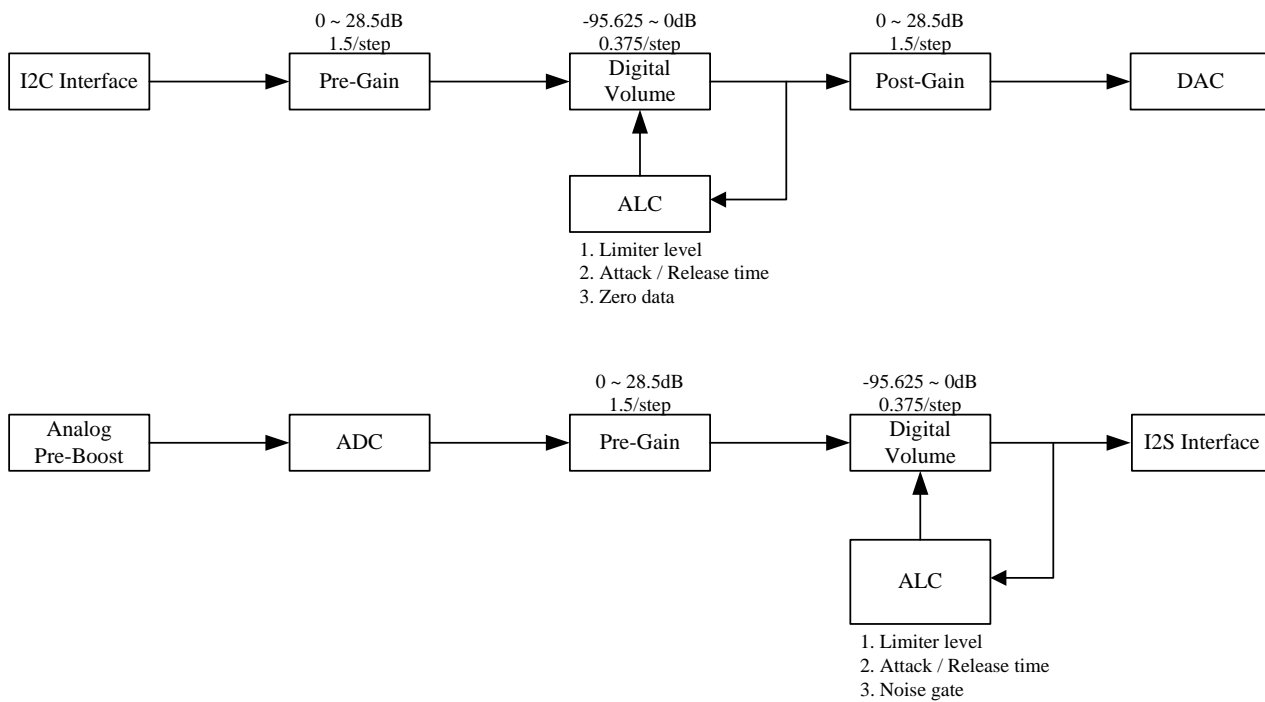 0 ~ 28.5dB
1.5/step
-95.625 ~ 0dB
0.375/step
0 ~ 28.5dB
1.5/step
I2C Interface
Pre-Gain
Digital
Volume
Post-Gain
DAC
ALC
1. Limiter level
2. Attack / Release time
3. Zero data
0 ~ 28.5dB
1.5/step
-95.625 ~ 0dB
0.375/step
Analog
Pre-Boost
ADC
Pre-Gain
Digital
Volume
I2S Interface
ALC
1. Limiter level
2. Attack / Release time
3. Noise gate